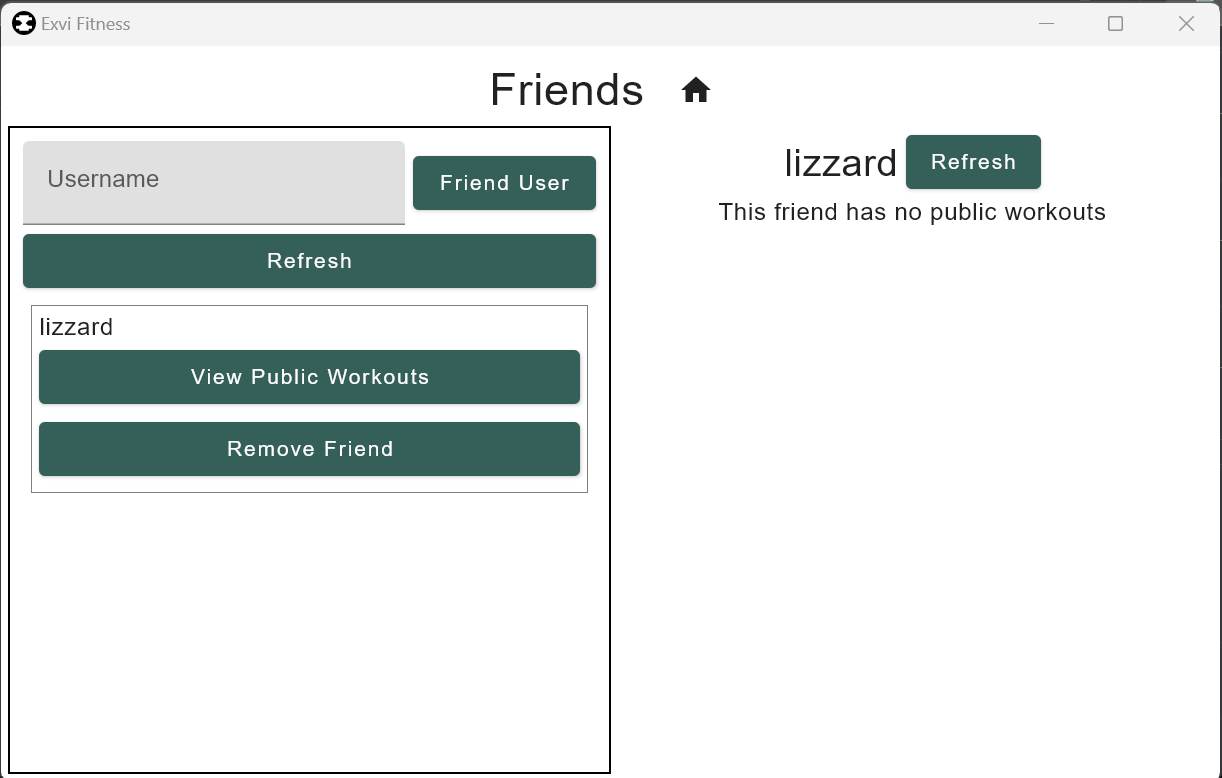 Exvi Fitness
Friends
Username
Friend User
Refresh
lizzard
View Public Workouts
Remove Friend
lizzard
Refresh
This friend has no public workouts